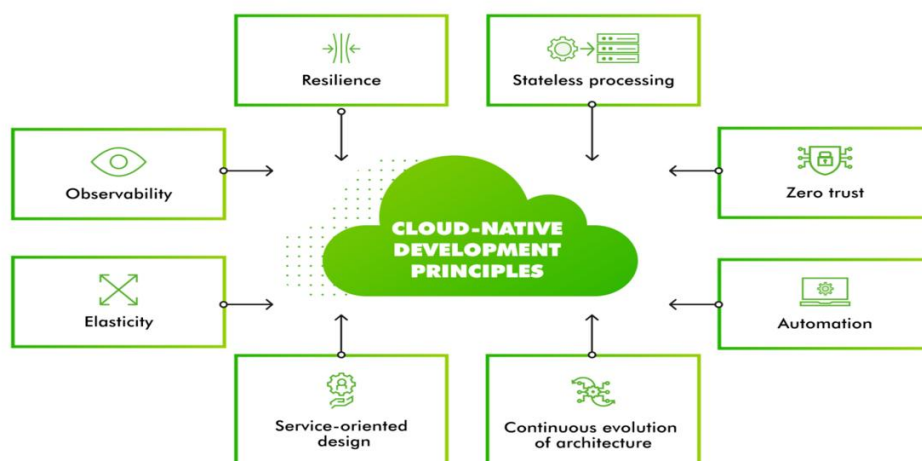 Resilience
Stateless processing
Observability
Zero trust
CLOUD-NATIVE
DEVELOPMENT
PRINCIPLES
Elasticity
Automation
Service-oriented
design
Continuous evolution
of architecture